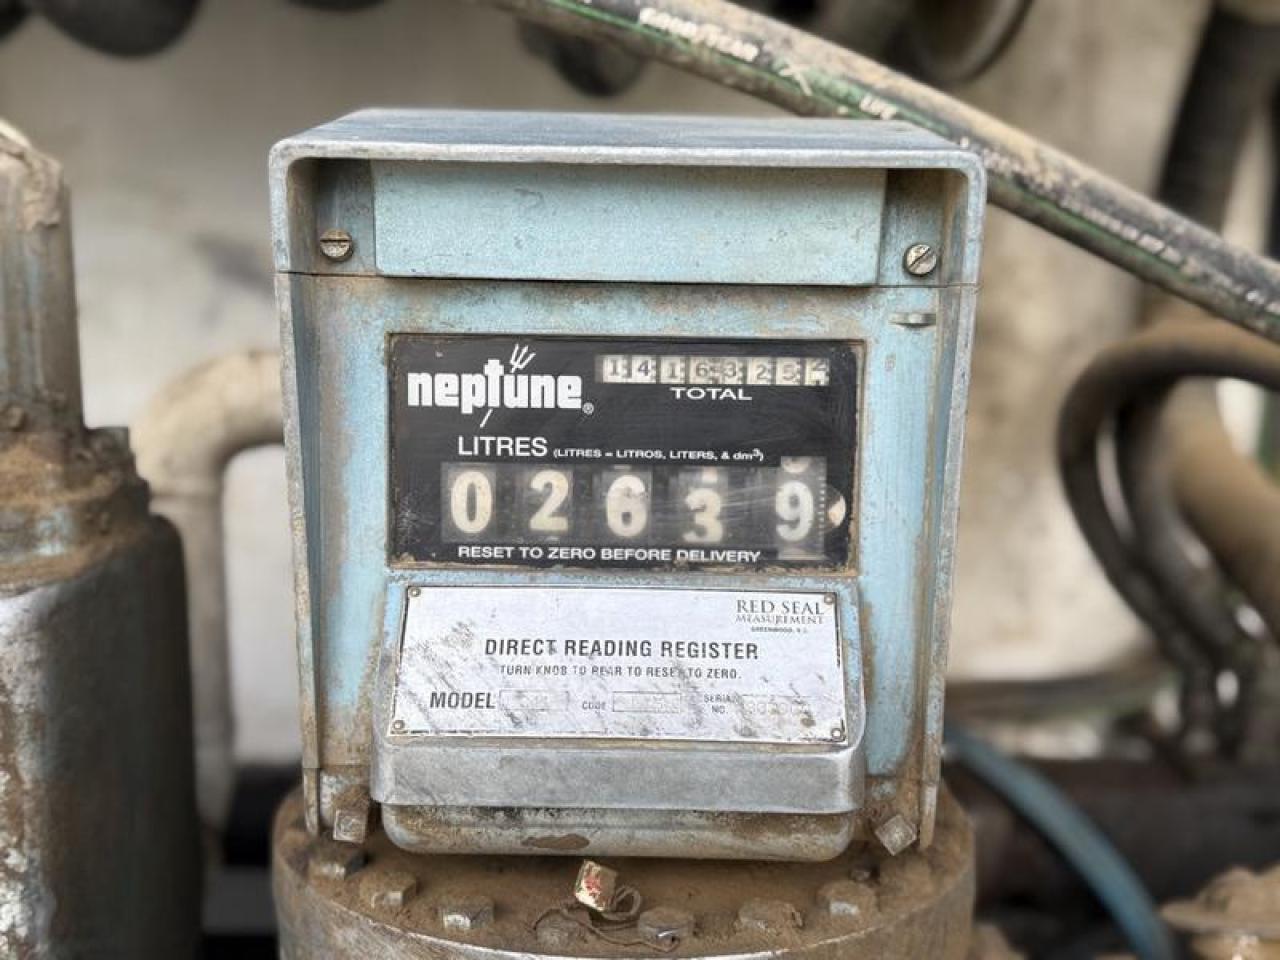 GOODYEAR
neptune®
TOTAL
LITRES (LITRES = LITROS, LITERS, & dm³)
02639
RESET TO ZERO BEFORE DELIVERY
RED SEAL
MEASUREMENT
DIRECT READING REGISTER
TURN KNOB TO REAR TO RESET TO ZERO.
MODEL CODE SERIAL
NO.